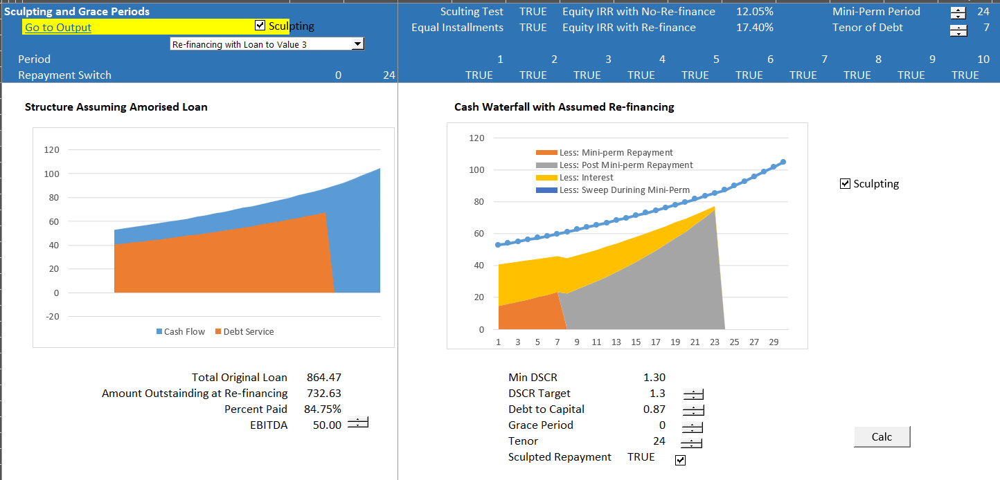 Sculpting and Grace Periods
Go to Output
Sculpting
Re-financing with Loan to Value 3
Sculting Test TRUE Equity IRR with No-Re-finance 12.05% Mini-Perm Period 24
Equal Installments TRUE Equity IRR with Re-finance 17.40% Tenor of Debt 7
Period 1 2 3 4 5 6 7 8 9 10
Repayment Switch 0 24 TRUE TRUE TRUE TRUE TRUE TRUE TRUE TRUE TRUE TRUE
Structure Assuming Amorised Loan
120
100
80
60
40
20
0
-20
Cash Flow Debt Service
Total Original Loan 864.47
Amount Outstainding at Re-financing 732.63
Percent Paid 84.75%
EBITDA 50.00
Cash Waterfall with Assumed Re-financing
120
100
80
60
40
20
0
Less: Mini-perm Repayment
Less: Post Mini-perm Repayment
Less: Interest
Less: Sweep Durining Mini-Perm
1 3 5 7 9 11 13 15 17 19 21 23 25 27 29
Sculpting
Min DSCR 1.30
DSCR Target 1.3
Debt to Capital 0.87
Grace Period 0
Tenor 24
Sculpted Repayment TRUE
Calc